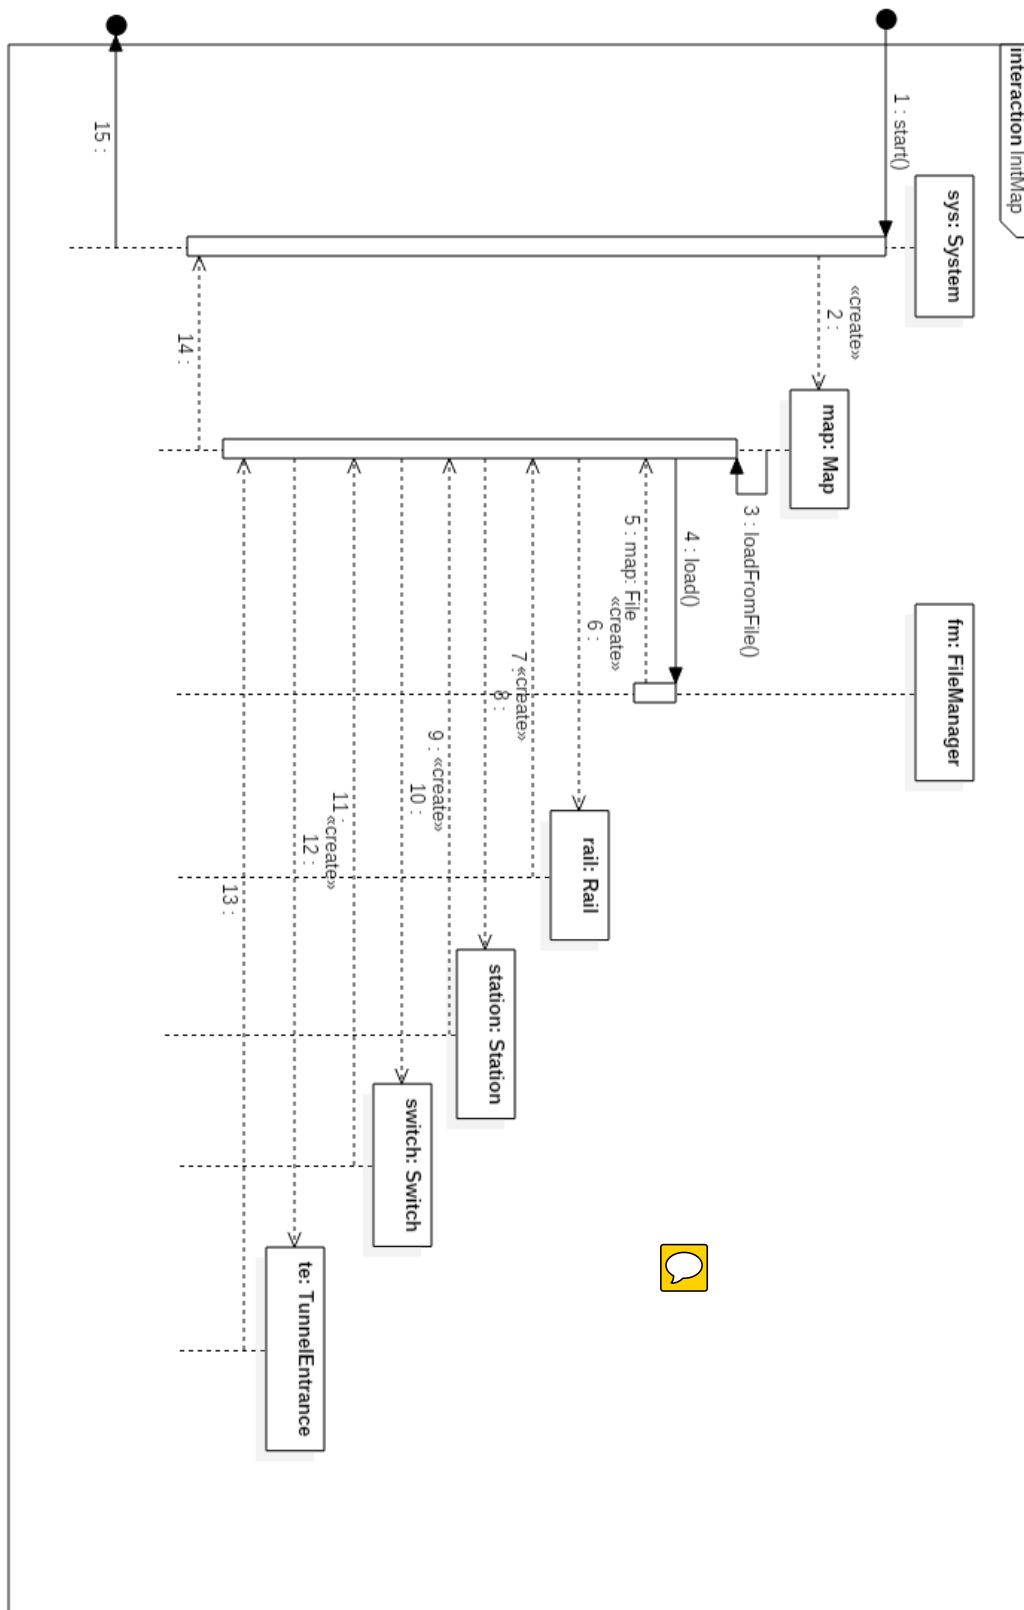 interaction InitMap
sys: System
fm: FileManager
1 : start()
«create»
2 :
map: Map
3 : loadFromFile()
4 : load()
5 : map: File
«create»
6 :
rail: Rail
7 :
«create»
8 :
station: Station
9 :
«create»
10 :
switch: Switch
11 :
«create»
12 :
te: TunnelEntrance
13 :
14 :
15 :